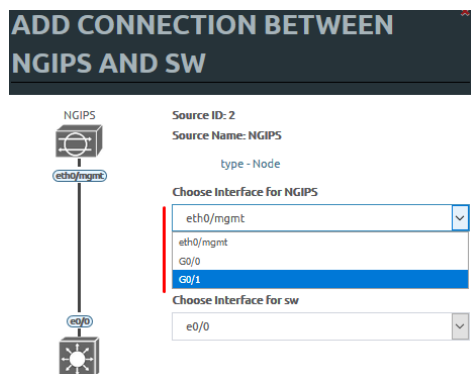 ADD CONNECTION BETWEEN
NGIPS AND SW
NGIPS
eth0/mgmt
e0/0
Source ID: 2
Source Name: NGIPS
type - Node
Choose Interface for NGIPS
eth0/mgmt
eth0/mgmt
G0/0
G0/1
Choose Interface for sw
e0/0